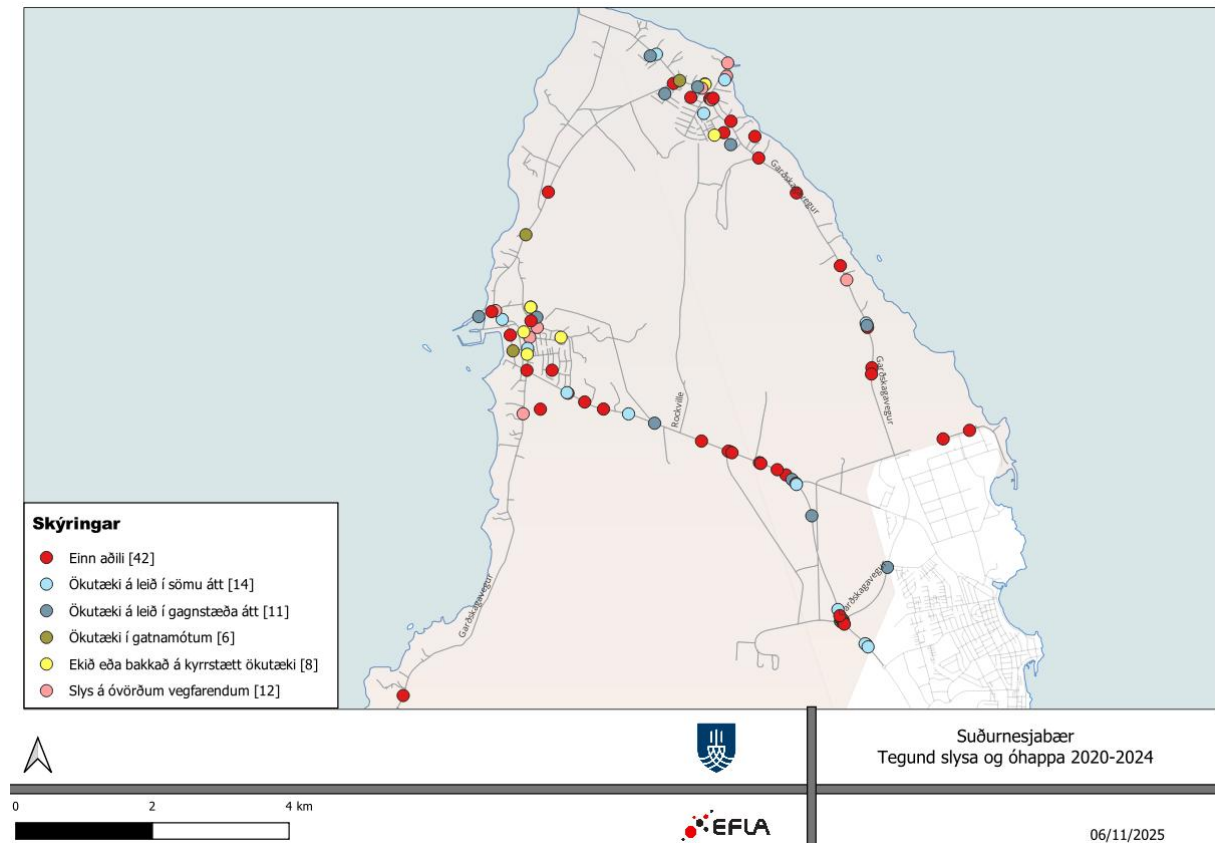 Garðskagavegur
Garðskagavegur
Rockville
Garðskagavegur
Garðskagavegur
Skýringar
Einn aðili [42]
Ökutæki á leið í sömu átt [14]
Ökutæki á leið í gagnstæða átt [11]
Ökutæki í gatnamótum [6]
Ekið eða bakkað á kyrrstætt ökutæki [8]
Slys á óvörðum vegfarendum [12]
Suðurnesjabær
Tegund slysa og óhappa 2020-2024
0 2 4 km
EFLA
06/11/2025